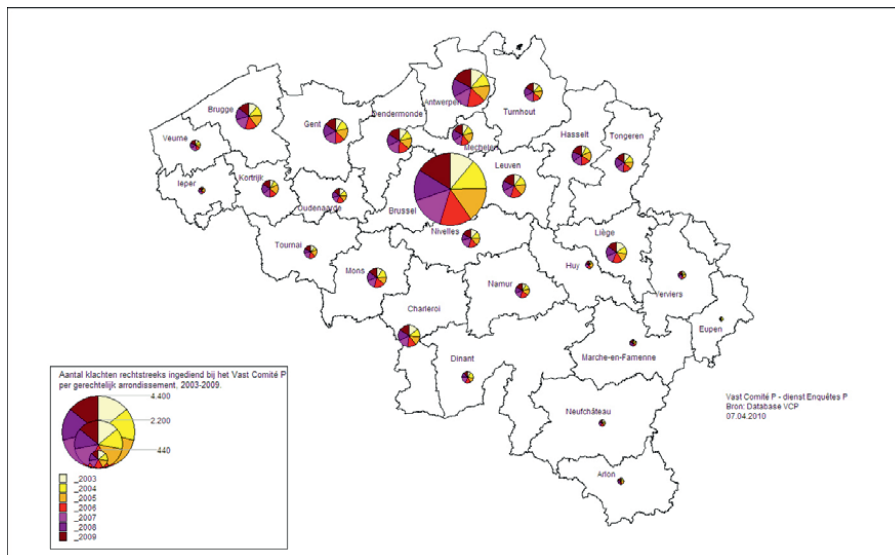 Antwerpen
Turnhout
Brugge
Dendermonde
Gent
Veurne
Mechelen
Hasselt
Tongeren
Leuven
Ieper
Kortrijk
Oudenaarde
Brussel
Nivelles
Tournai
Liège
Huy
Mons
Namur
Verviers
Charleroi
Eupen
Marche-en-Famenne
Dinant
Neufchâteau
Arlon
Aantal klachten rechtstreeks ingediend bij het Vast Comité P
per gerechtelijk arrondissement, 2003-2009.
4.400
2.200
440
_2003
_2004
_2005
_2006
_2007
_2008
_2009
Vast Comité P - dienst Enquêtes P
Bron: Database VCP
07.04.2010